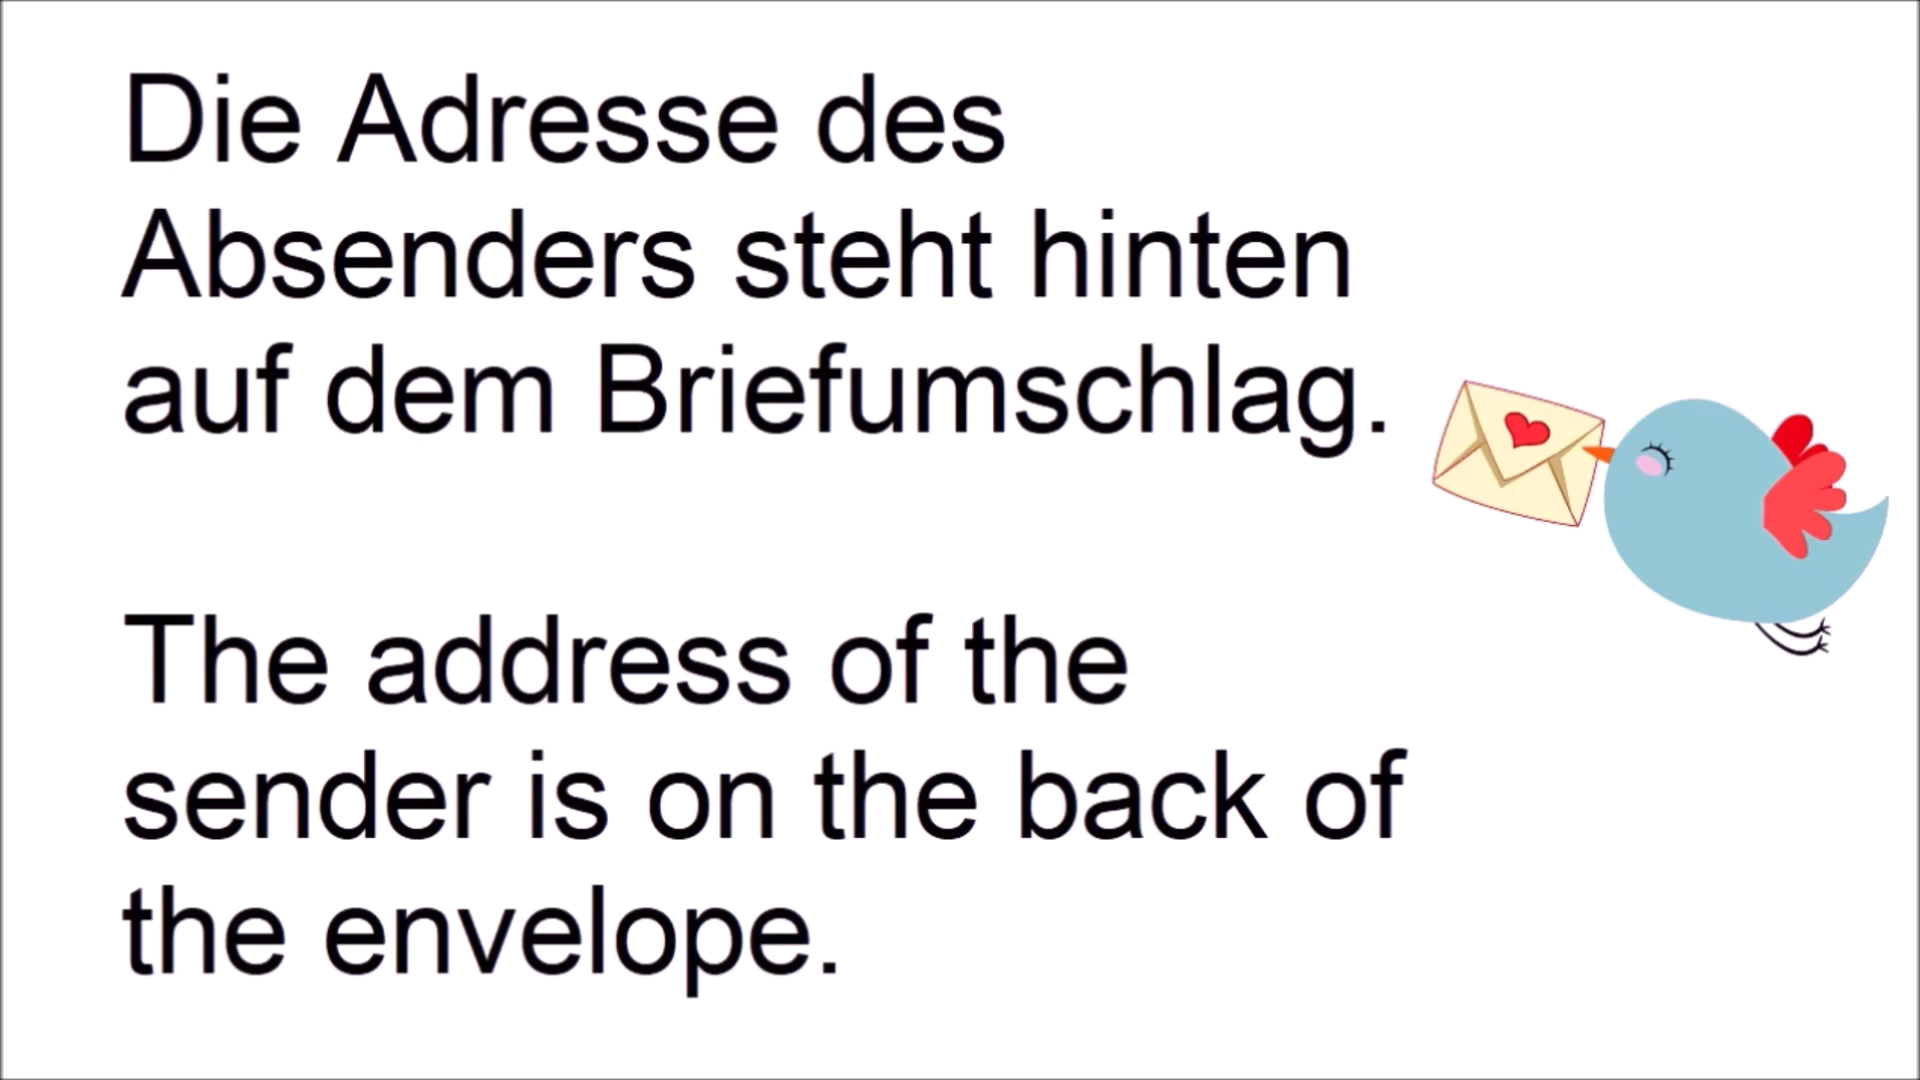 Die Adresse des
Absenders steht hinten
auf dem Briefumschlag.
The address of the
sender is on the back of
the envelope.